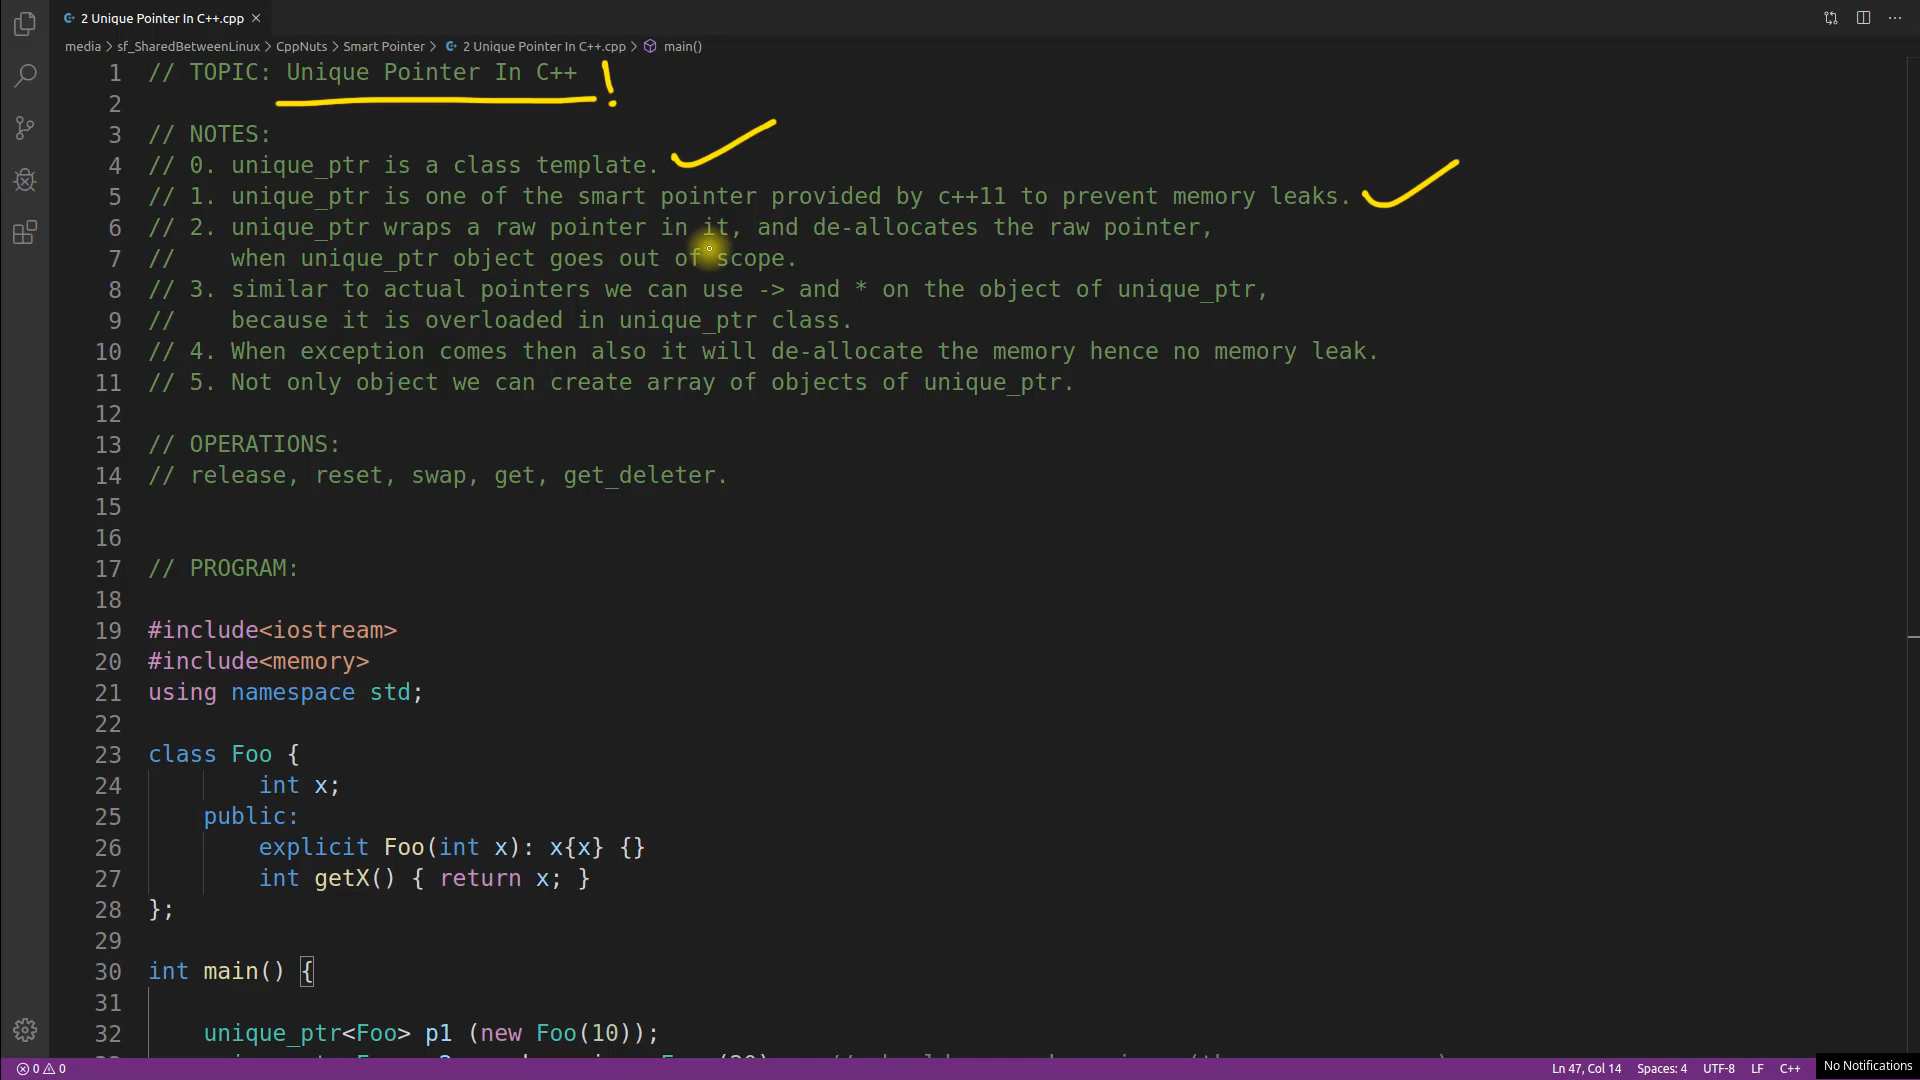 2 Unique Pointer In C++.cpp
media > sf_SharedBetweenLinux > CppNuts > Smart Pointer > 2 Unique Pointer In C++.cpp > main()
1 // TOPIC: Unique Pointer In C++ !
2
3 // NOTES:
4 // 0. unique_ptr is a class template.
5 // 1. unique_ptr is one of the smart pointer provided by c++11 to prevent memory leaks.
6 // 2. unique_ptr wraps a raw pointer in it, and de-allocates the raw pointer,
7 //    when unique_ptr object goes out of scope.
8 // 3. similar to actual pointers we can use -> and * on the object of unique_ptr,
9 //    because it is overloaded in unique_ptr class.
10 // 4. When exception comes then also it will de-allocate the memory hence no memory leak.
11 // 5. Not only object we can create array of objects of unique_ptr.
12
13 // OPERATIONS:
14 // release, reset, swap, get, get_deleter.
15
16
17 // PROGRAM:
18
19 #include<iostream>
20 #include<memory>
21 using namespace std;
22
23 class Foo {
24         int x;
25     public:
26         explicit Foo(int x): x{x} {}
27         int getX() { return x; }
28 };
29
30 int main() {
31
32     unique_ptr<Foo> p1 (new Foo(10));
0 0 Ln 47, Col 14 Spaces: 4 UTF-8 LF C++ No Notifications